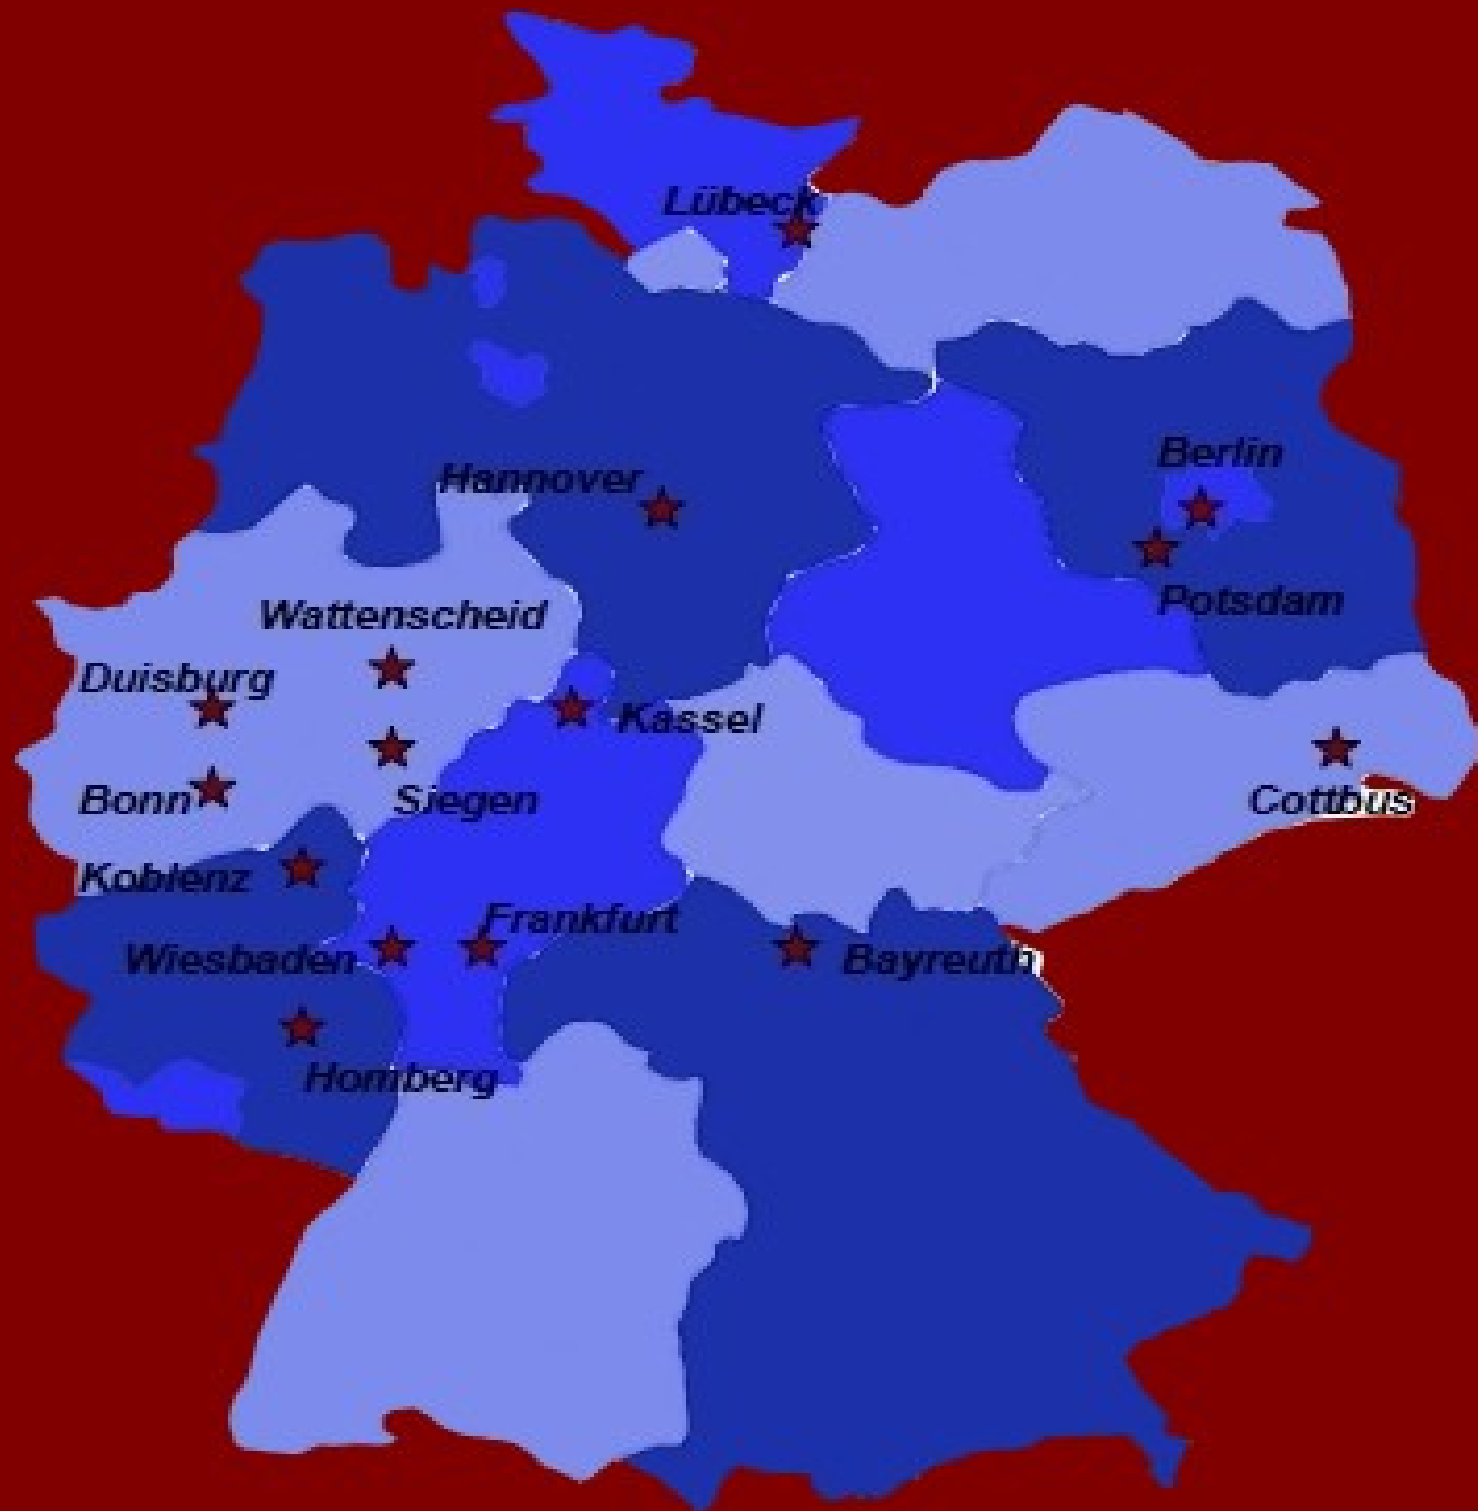 Lübeck
Berlin
Hannover
Potsdam
Wattenscheid
Duisburg
Kassel
Bonn
Siegen
Cottbus
Koblenz
Frankfurt
Wiesbaden
Bayreuth
Homberg